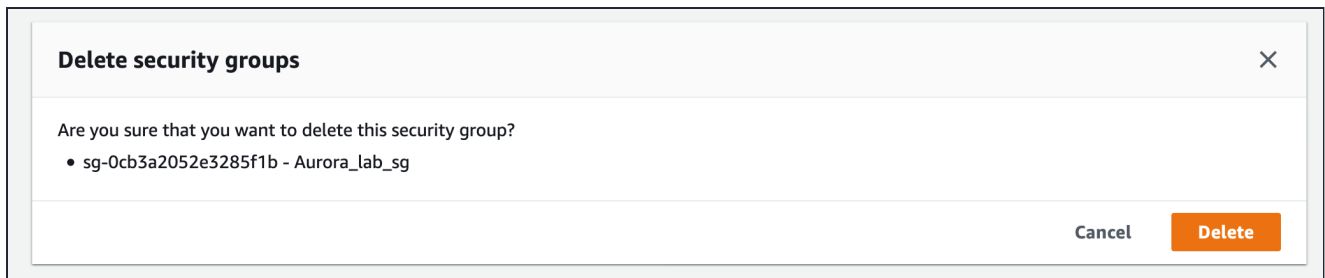 Delete security groups
Are you sure that you want to delete this security group?
• sg-0cb3a2052e3285f1b - Aurora_lab_sg
Cancel
Delete